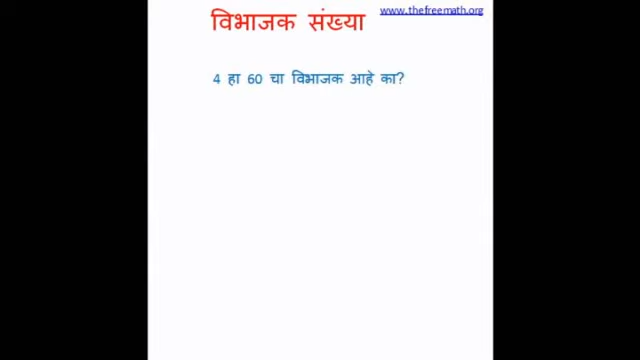 विभाजक संख्या
www.thefreemath.org
4 हा 60 चा विभाजक आहे का?